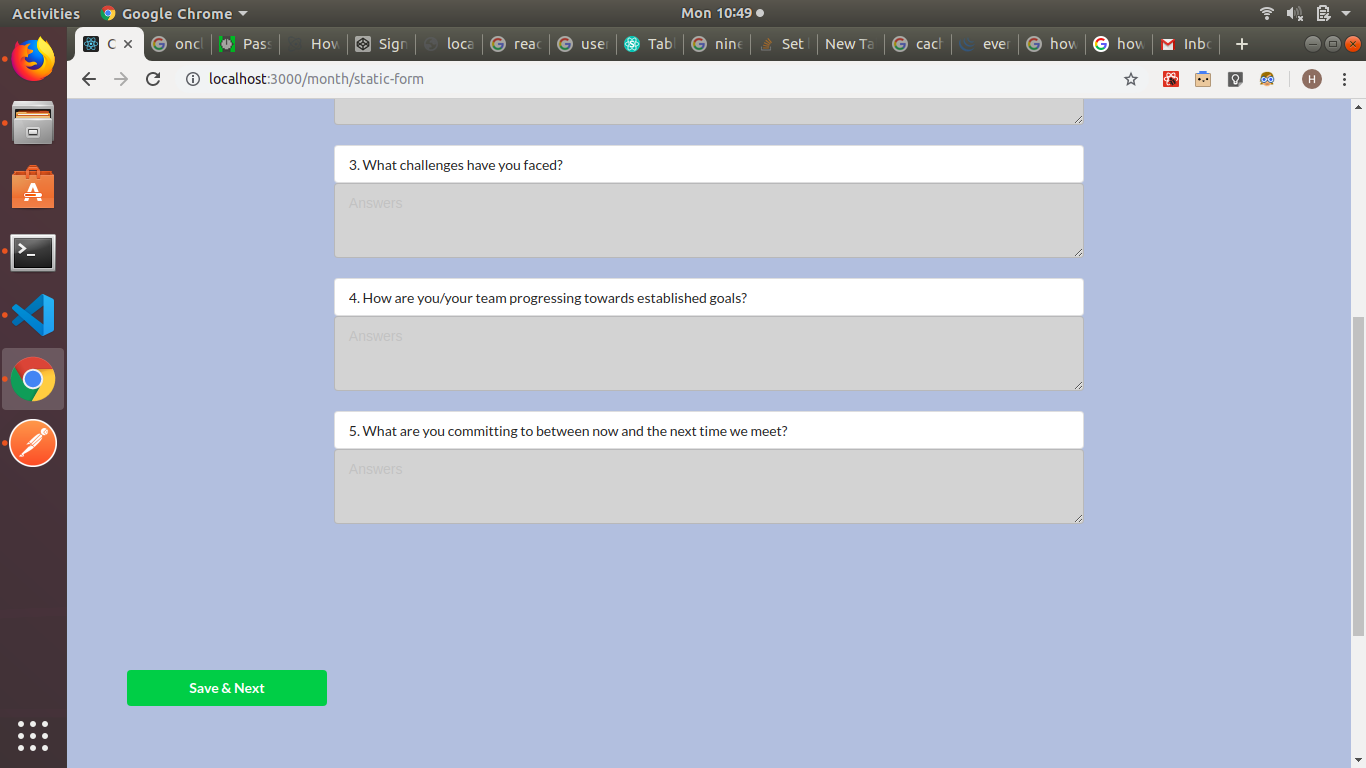 Activities
Google Chrome
Mon 10:49
C
onc
Pass
How
Sign
loca
reac
user
Tabl
nine
Set
New Ta
cach
ever
how
how
Inbo
localhost:3000/month/static-form
H
3. What challenges have you faced?
Answers
4. How are you/your team progressing towards established goals?
Answers
5. What are you committing to between now and the next time we meet?
Answers
Save & Next